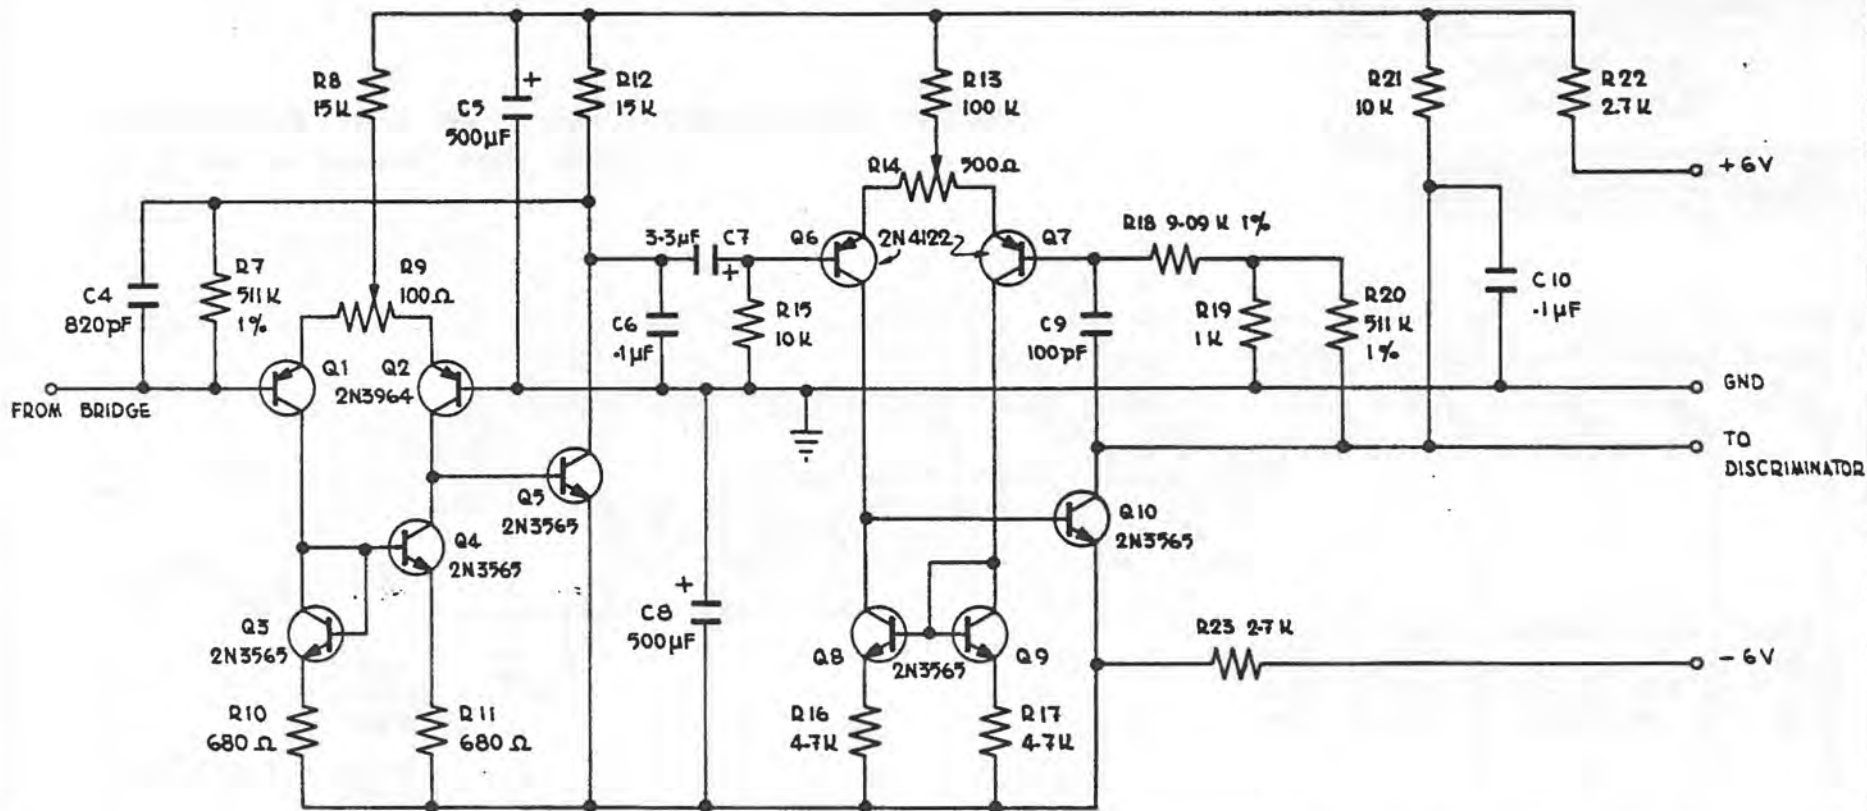 R8
15K
+
C5
500µF
R12
15K
R13
100K
R21
10K
R22
2.7K
+6V
R14
500Ω
R18 9.09K 1%
3.3µF
C7
+
Q6
2N4122
Q7
R7
511K
1%
R9
100Ω
C4
820pF
C6
.1µF
R15
10K
C9
100pF
R19
1K
R20
511K
1%
C10
.1µF
Q1
Q2
2N3964
FROM BRIDGE
GND
TO
DISCRIMINATOR
Q5
2N3565
Q10
2N3565
Q4
2N3565
+
C8
500µF
Q3
2N3565
Q8
2N3565
Q9
R23 2.7K
-6V
R10
680Ω
R11
680Ω
R16
4.7K
R17
4.7K